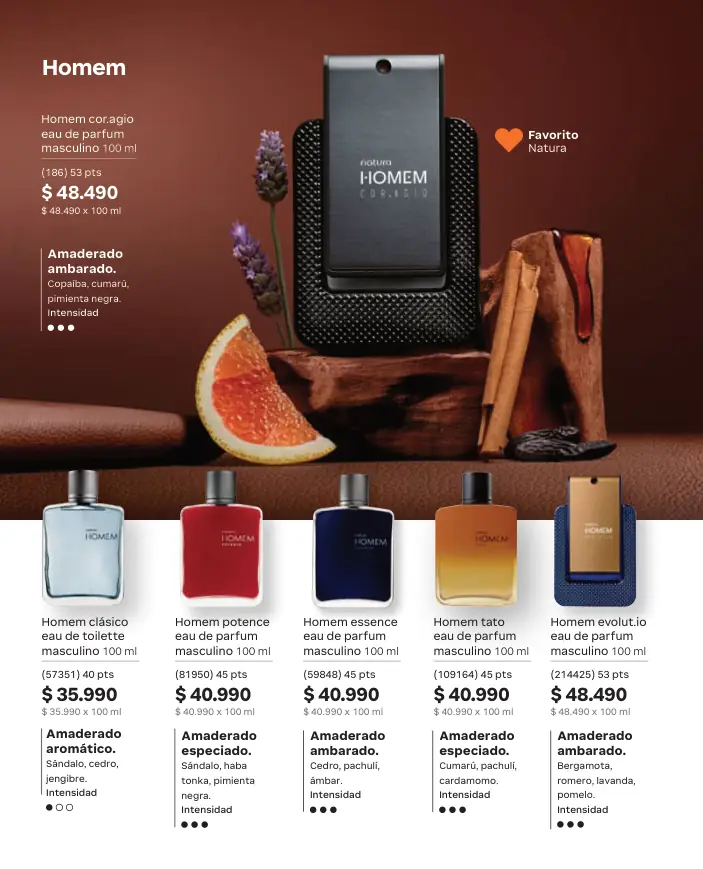 Homem
Homem cor.agio
eau de parfum
masculino 100 ml
(186) 53 pts
$ 48.490
$ 48.490 x 100 ml
Amaderado
ambarado.
Copaíba, cumarú,
pimienta negra.
Intensidad
natura
HOMEM
COR.AGIO
Favorito
Natura
HOMEM
HOMEM
HOMEM
HOMEM
Homem clásico
eau de toilette
masculino 100 ml
(57351) 40 pts
$ 35.990
$ 35.990 x 100 ml
Amaderado
aromático.
Sándalo, cedro,
jengibre.
Intensidad
Homem potence
eau de parfum
masculino 100 ml
(81950) 45 pts
$ 40.990
$ 40.990 x 100 ml
Amaderado
especiado.
Sándalo, haba
tonka, pimienta
negra.
Intensidad
Homem essence
eau de parfum
masculino 100 ml
(59848) 45 pts
$ 40.990
$ 40.990 x 100 ml
Amaderado
ambarado.
Cedro, pachulí,
ámbar.
Intensidad
Homem tato
eau de parfum
masculino 100 ml
(109164) 45 pts
$ 40.990
$ 40.990 x 100 ml
Amaderado
especiado.
Cumarú, pachulí,
cardamomo.
Intensidad
Homem evolut.io
eau de parfum
masculino 100 ml
(214425) 53 pts
$ 48.490
$ 48.490 x 100 ml
Amaderado
ambarado.
Bergamota,
romero, lavanda,
pomelo.
Intensidad